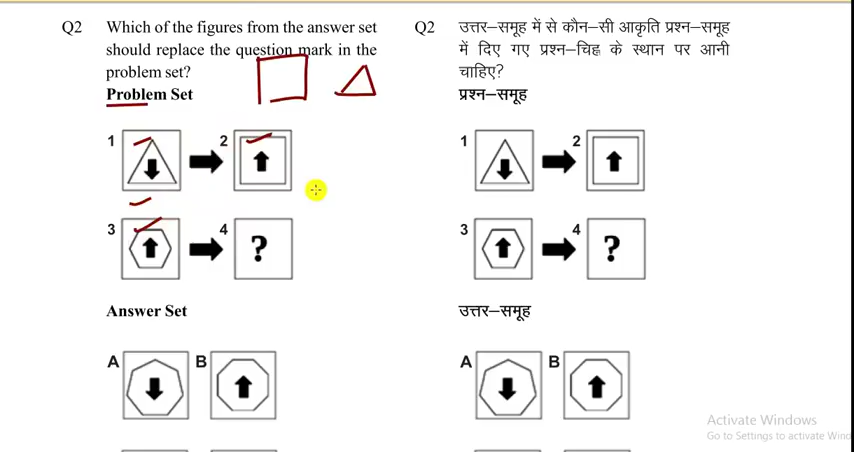 Q2 Which of the figures from the answer set
should replace the question mark in the
problem set?
Problem Set
1
2
3
4
?
Answer Set
A
B
Q2 उत्तर–समूह में से कौन–सी आकृति प्रश्न–समूह
में दिए गए प्रश्न–चिह्न के स्थान पर आनी
चाहिए?
प्रश्न–समूह
1
2
3
4
?
उत्तर–समूह
A
B
Activate Windows
Go to Settings to activate Wind